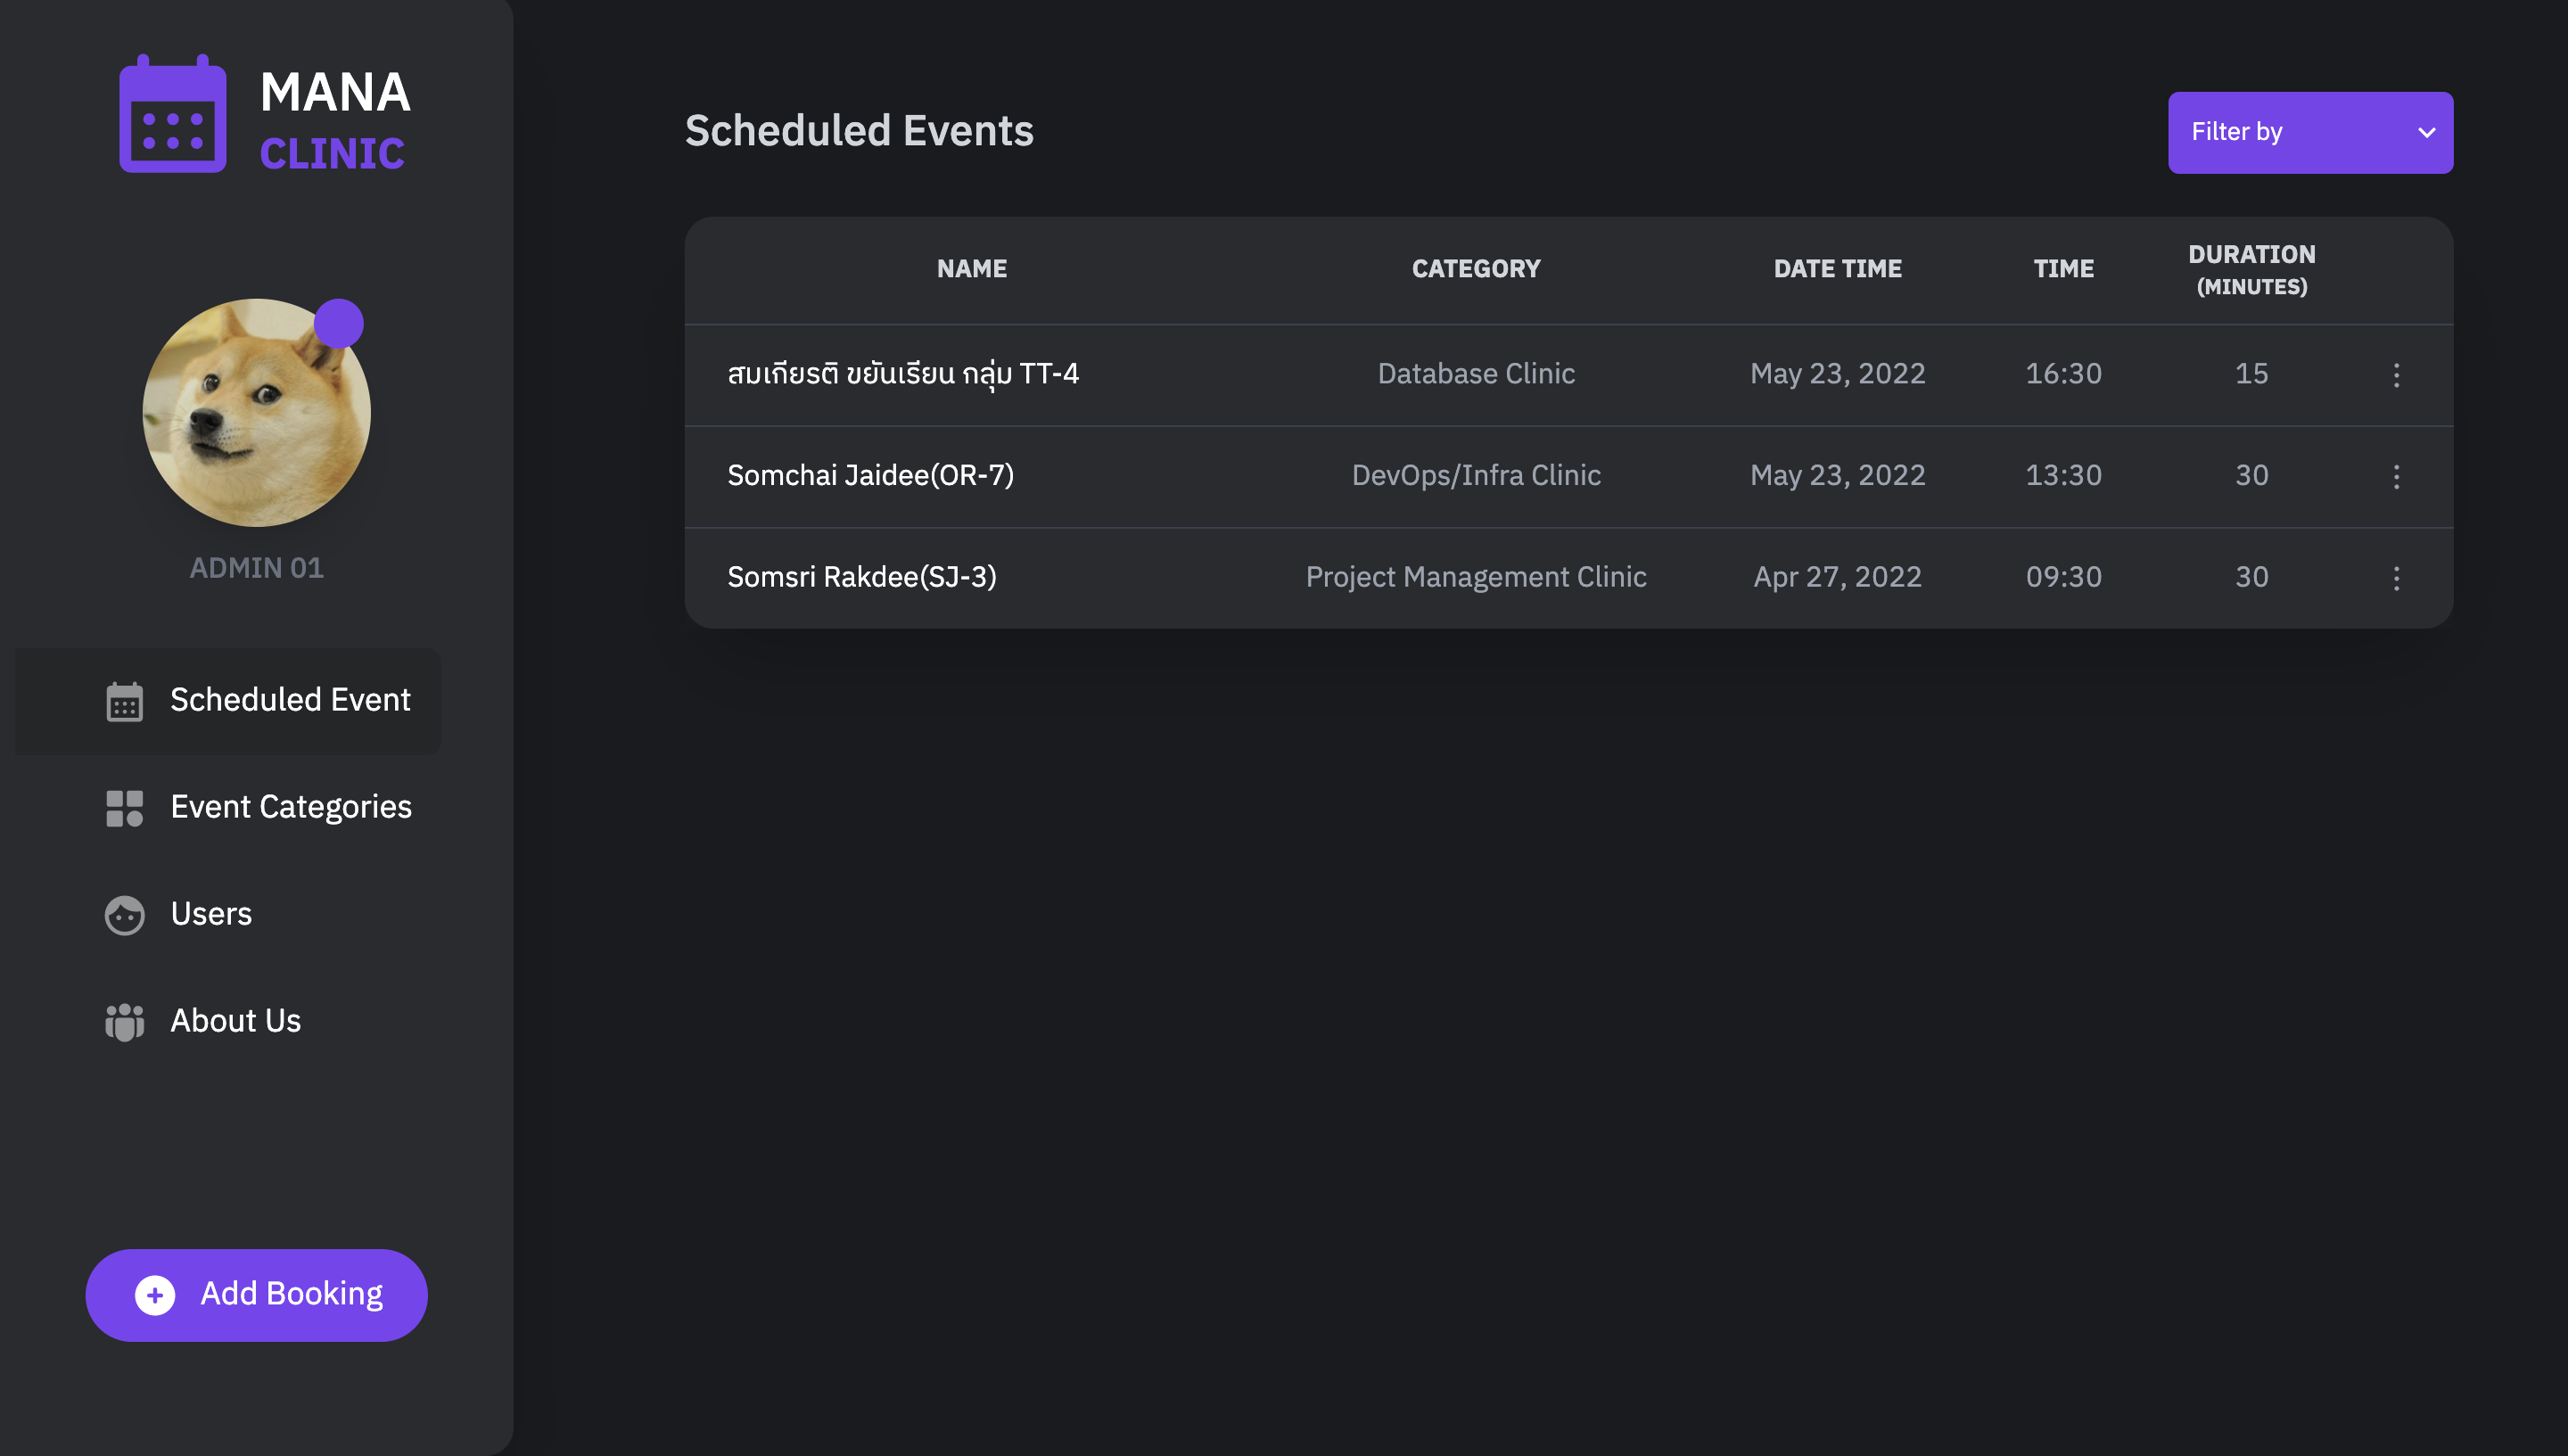 MANA
CLINIC
ADMIN 01
Scheduled Event
Event Categories
Users
About Us
Add Booking
Scheduled Events
Filter by
NAME CATEGORY DATE TIME TIME DURATION
(MINUTES)
สมเกียรติ ขยันเรียน กลุ่ม TT-4 Database Clinic May 23, 2022 16:30 15
Somchai Jaidee(OR-7) DevOps/Infra Clinic May 23, 2022 13:30 30
Somsri Rakdee(SJ-3) Project Management Clinic Apr 27, 2022 09:30 30